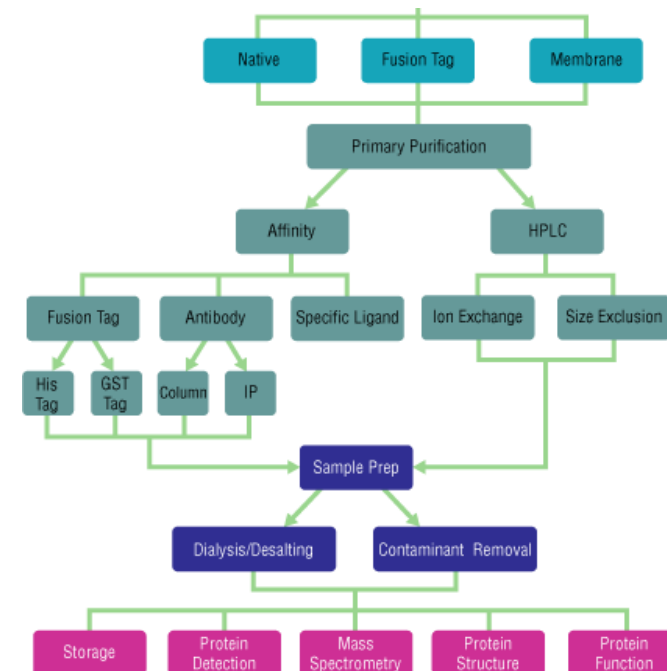 Native
Fusion Tag
Membrane
Primary Purification
Affinity
HPLC
Fusion Tag
Antibody
Specific Ligand
Ion Exchange
Size Exclusion
His
Tag
GST
Tag
Column
IP
Sample Prep
Dialysis/Desalting
Contaminant Removal
Storage
Protein
Detection
Mass
Spectrometry
Protein
Structure
Protein
Function